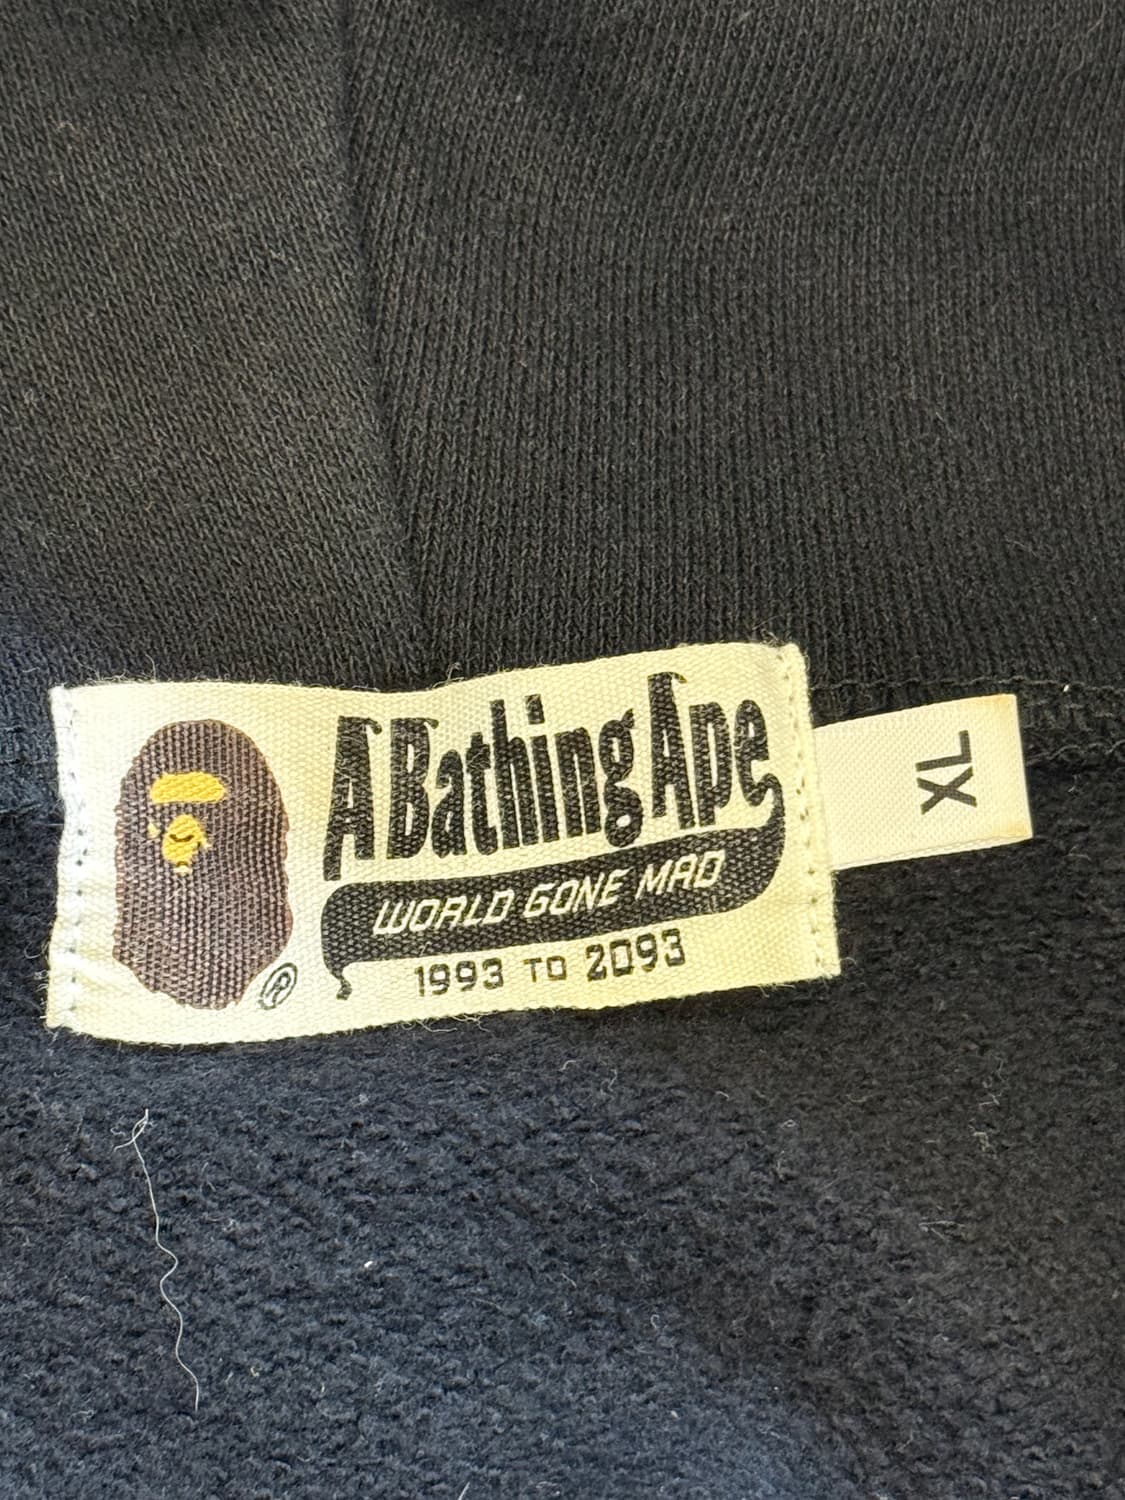 A Bathing Ape
WORLD GONE MAD
1993 TO 2093
®
XL